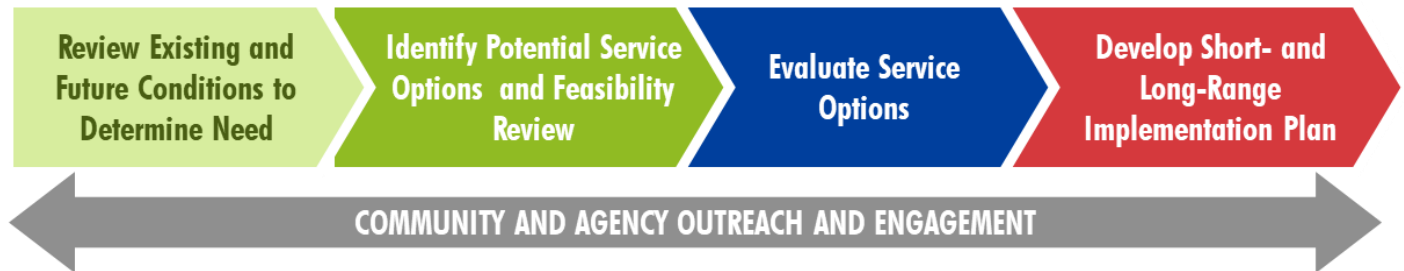 Review Existing and
Future Conditions to
Determine Need
Identify Potential Service
Options and Feasibility
Review
Evaluate Service
Options
Develop Short- and
Long-Range
Implementation Plan
COMMUNITY AND AGENCY OUTREACH AND ENGAGEMENT